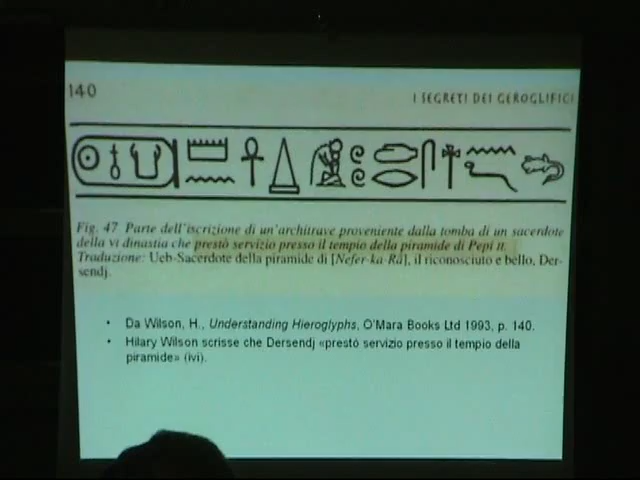 140
I SEGRETI DEI GEROGLIFICI
Fig. 47 Parte dell'iscrizione di un'architrave proveniente dalla tomba di un sacerdote
della VI dinastia che prestò servizio presso il tempio della piramide di Pepi II.
Traduzione: Ueb-Sacerdote della piramide di [Nefer-ka-Rà], il riconosciuto e bello, Der-
sendj.
• Da Wilson, H., Understanding Hieroglyphs, O'Mara Books Ltd 1993, p. 140.
• Hilary Wilson scrisse che Dersendj «prestò servizio presso il tempio della
piramide» (ivi).